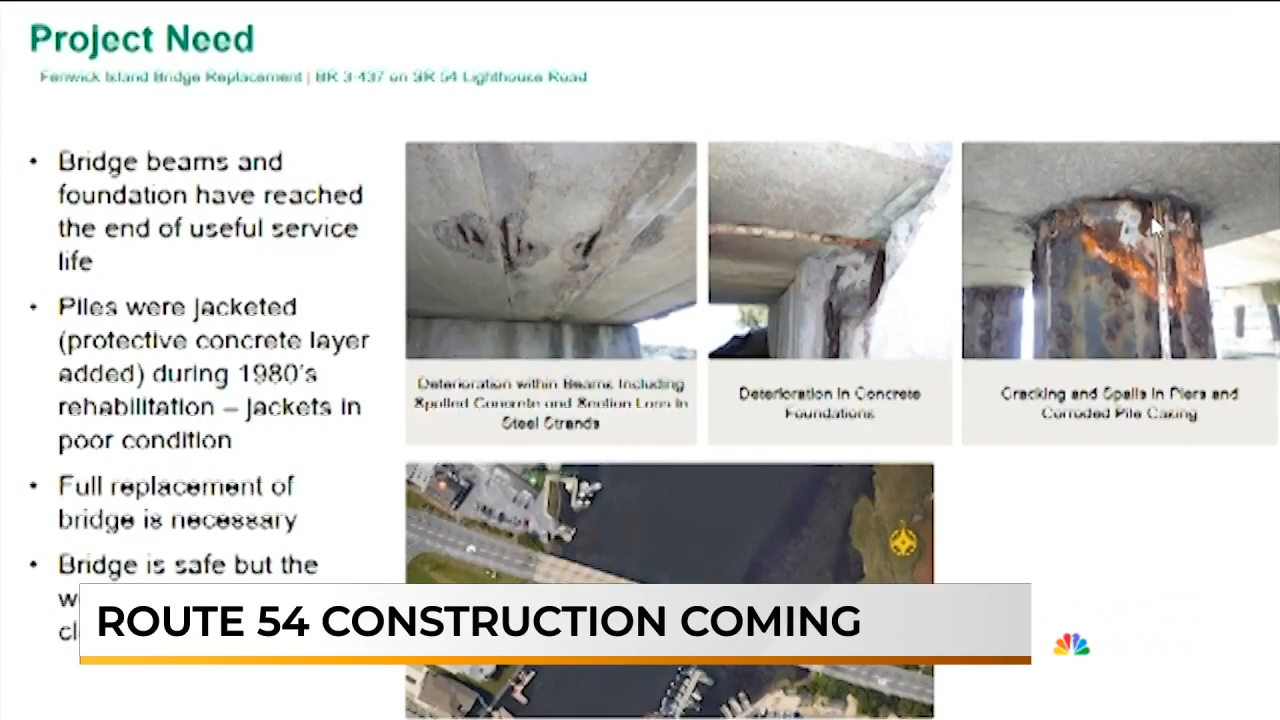 Project Need
Fenwick Island Bridge Replacement | BR 3-437 on SR 54 Lighthouse Road
• Bridge beams and
foundation have reached
the end of useful service
life
• Piles were jacketed
(protective concrete layer
added) during 1980's
rehabilitation – jackets in
poor condition
• Full replacement of
bridge is necessary
• Bridge is safe but the
Deterioration within Beams Including
Spalled Concrete and Section Loss in
Steel Strands
Deterioration in Concrete
Foundations
Cracking and Spalls in Piers and
Corroded Pile Casing
ROUTE 54 CONSTRUCTION COMING